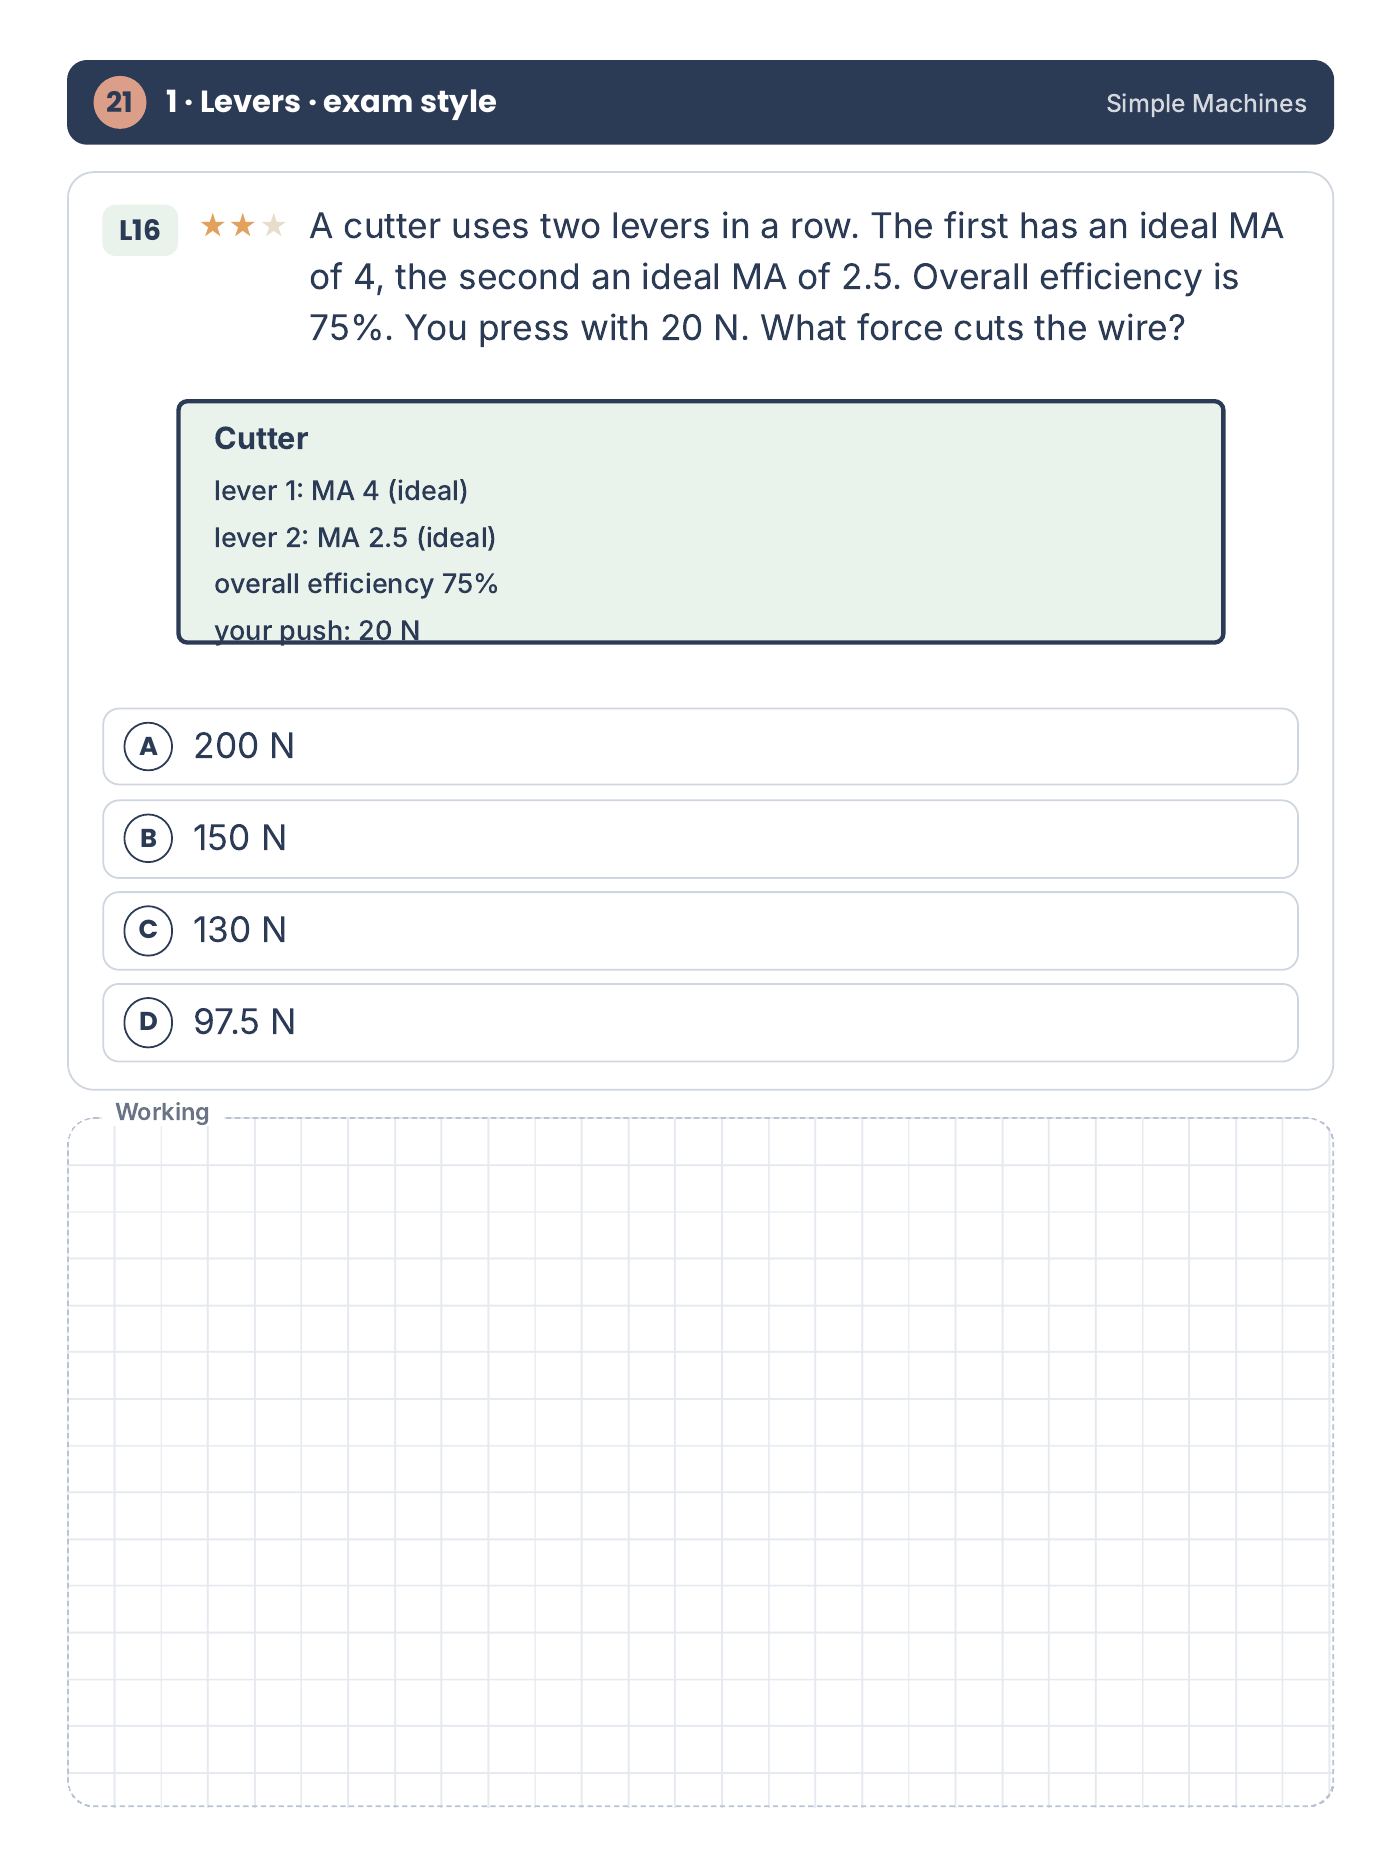 21 1 · Levers · exam style Simple Machines
L16 ★★★ A cutter uses two levers in a row. The first has an ideal MA
of 4, the second an ideal MA of 2.5. Overall efficiency is
75%. You press with 20 N. What force cuts the wire?
Cutter
lever 1: MA 4 (ideal)
lever 2: MA 2.5 (ideal)
overall efficiency 75%
your push: 20 N
A 200 N
B 150 N
C 130 N
D 97.5 N
Working